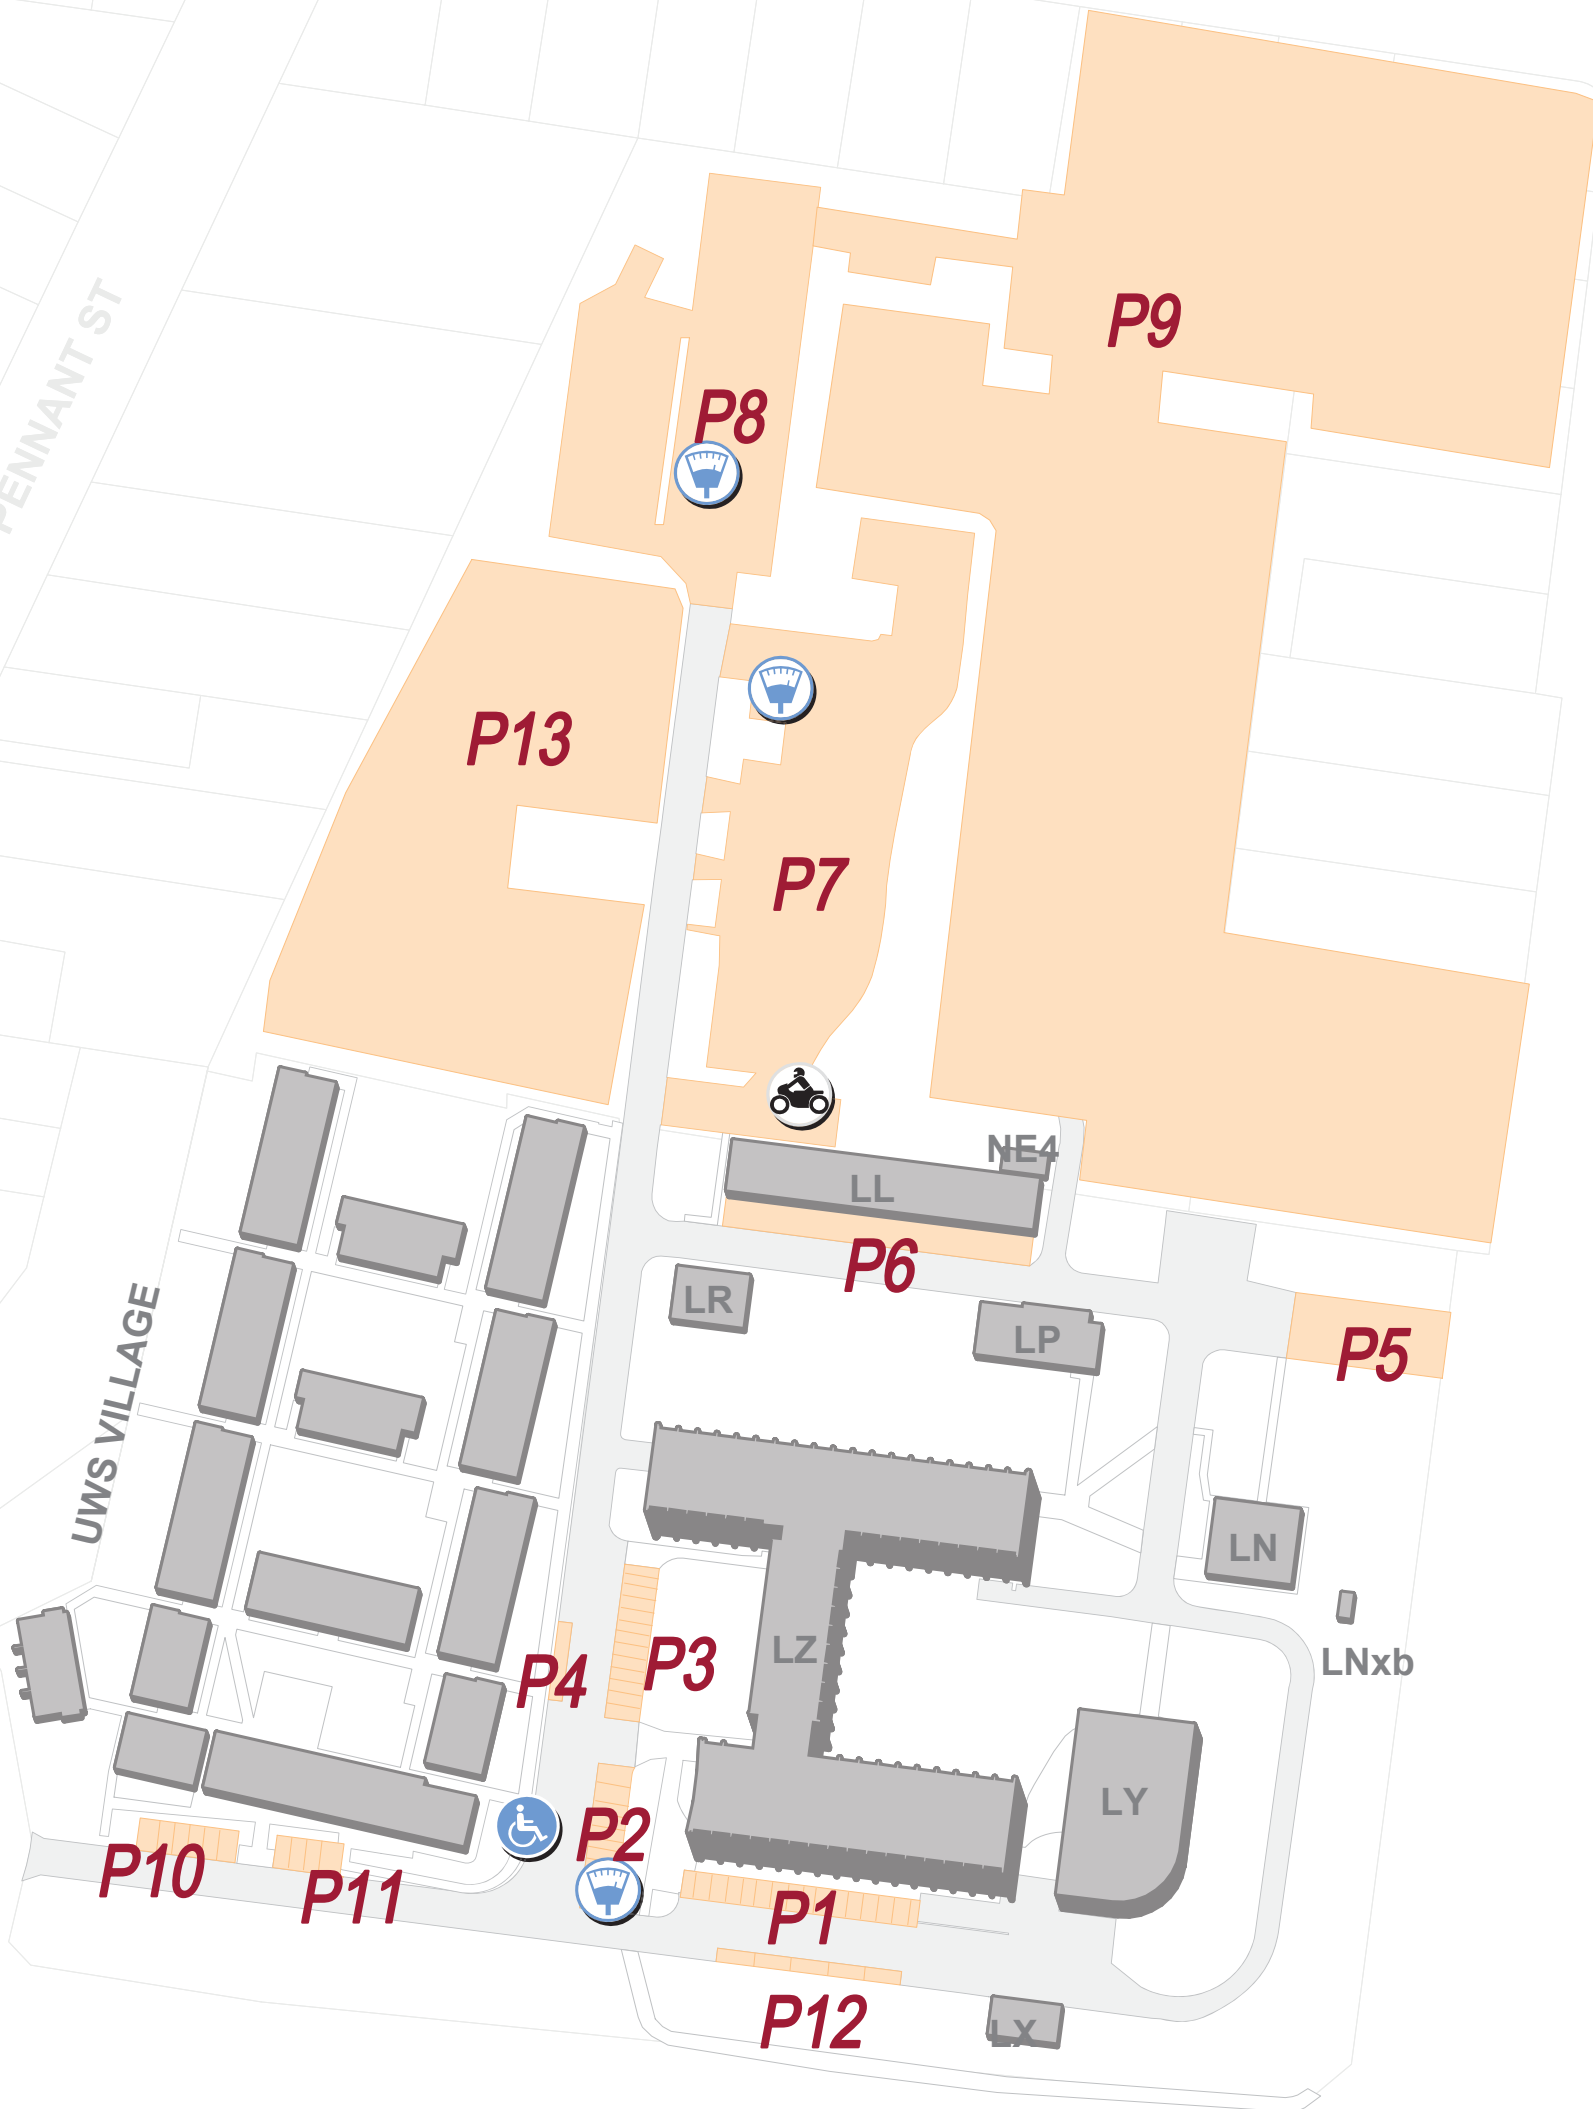 PENNANT ST
P9
P8
P13
P7
NE4
LL
P6
LR
LP
P5
UWS VILLAGE
LN
LZ
P3
LNxb
P4
LY
P2
P10
P11
P1
P12
LX